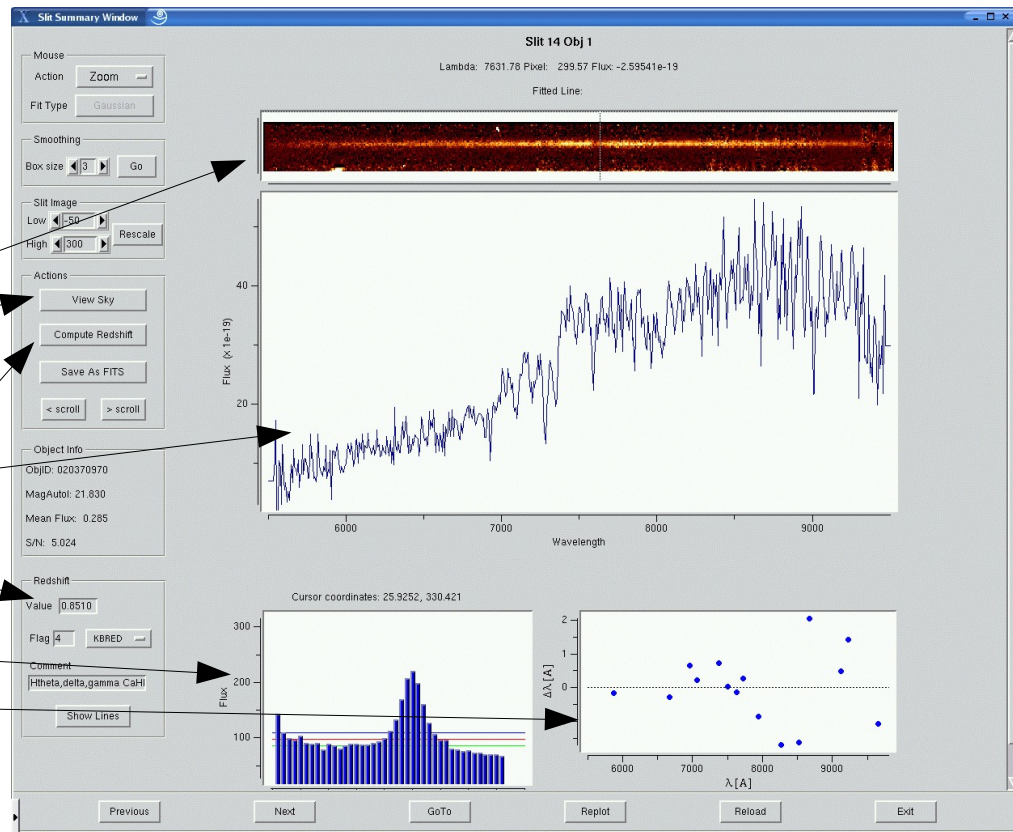 Slit Summary Window
Slit 14 Obj 1
Lambda: 7631.78 Pixel: 299.57 Flux: -2.59541e-19
Fitted Line:
Mouse
Action Zoom
Fit Type Gaussian
Smoothing
Box size 3 Go
Slit Image
Low -50
High 300
Rescale
Actions
View Sky
Compute Redshift
Save As FITS
< scroll > scroll
Object Info
ObjID: 020370970
MagAutoI: 21.830
Mean Flux: 0.285
S/N: 5.024
Redshift
Value 0.8510
Flag 4 KBRED
Comment
Htheta,delta,gamma CaHI
Show Lines
Flux (x 1e-19)
40
20
6000 7000 8000 9000
Wavelength
Cursor coordinates: 25.9252, 330.421
Flux
300
200
100
Δλ[A]
2
1
0
6000 7000 8000 9000
λ[A]
Previous Next GoTo Replot Reload Exit